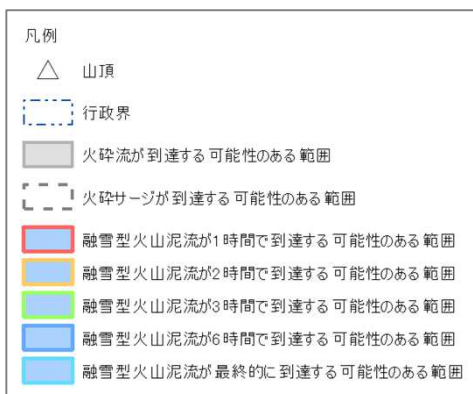 凡例
山頂
行政界
火砕流が到達する可能性のある範囲
火砕サージが到達する可能性のある範囲
融雪型火山泥流が1時間で到達する可能性のある範囲
融雪型火山泥流が2時間で到達する可能性のある範囲
融雪型火山泥流が3時間で到達する可能性のある範囲
融雪型火山泥流が6時間で到達する可能性のある範囲
融雪型火山泥流が最終的に到達する可能性のある範囲